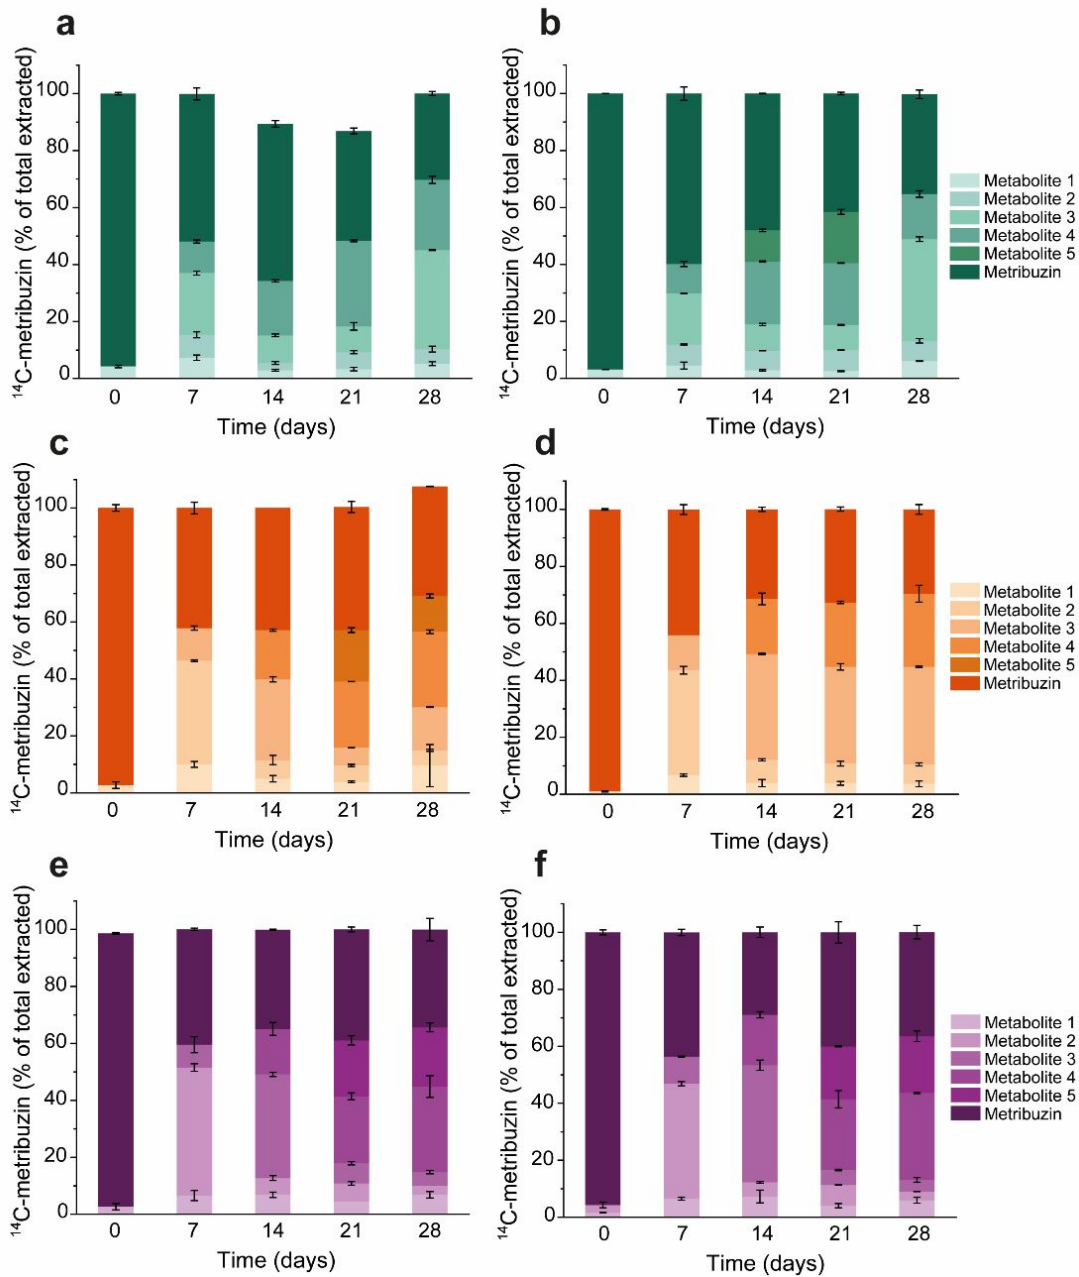 a
100
80
60
40
20
0
¹⁴C-metribuzin (% of total extracted)
0 7 14 21 28
Time (days)
b
100
80
60
40
20
0
¹⁴C-metribuzin (% of total extracted)
0 7 14 21 28
Time (days)
Metabolite 1
Metabolite 2
Metabolite 3
Metabolite 4
Metabolite 5
Metribuzin
c
100
80
60
40
20
0
¹⁴C-metribuzin (% of total extracted)
0 7 14 21 28
Time (days)
d
100
80
60
40
20
0
¹⁴C-metribuzin (% of total extracted)
0 7 14 21 28
Time (days)
Metabolite 1
Metabolite 2
Metabolite 3
Metabolite 4
Metabolite 5
Metribuzin
e
100
80
60
40
20
0
¹⁴C-metribuzin (% of total extracted)
0 7 14 21 28
Time (days)
f
100
80
60
40
20
0
¹⁴C-metribuzin (% of total extracted)
0 7 14 21 28
Time (days)
Metabolite 1
Metabolite 2
Metabolite 3
Metabolite 4
Metabolite 5
Metribuzin